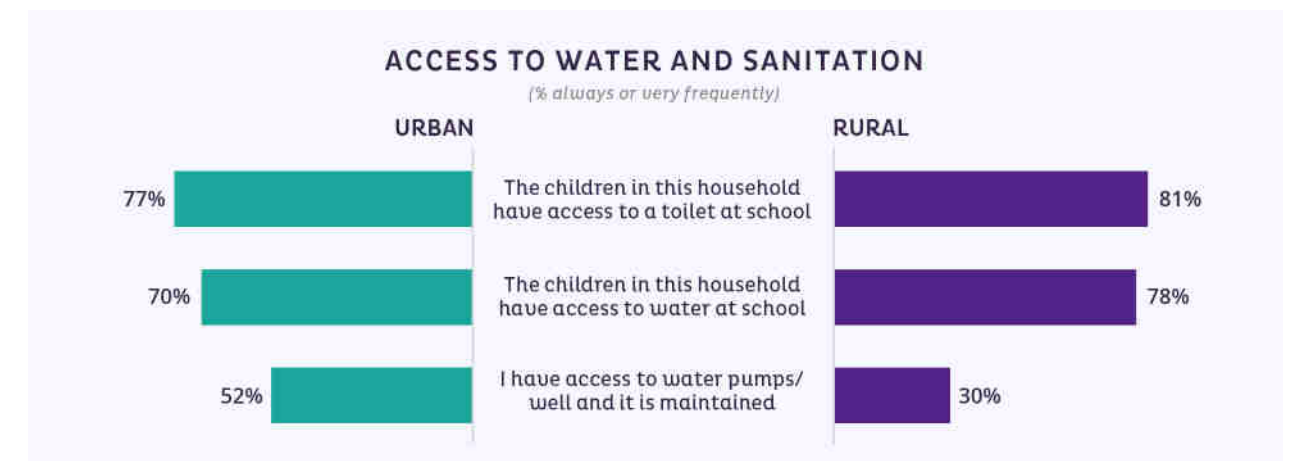 ACCESS TO WATER AND SANITATION
(% always or very frequently)
URBAN
RURAL
77%
The children in this household
have access to a toilet at school
81%
70%
The children in this household
have access to water at school
78%
52%
I have access to water pumps/
well and it is maintained
30%